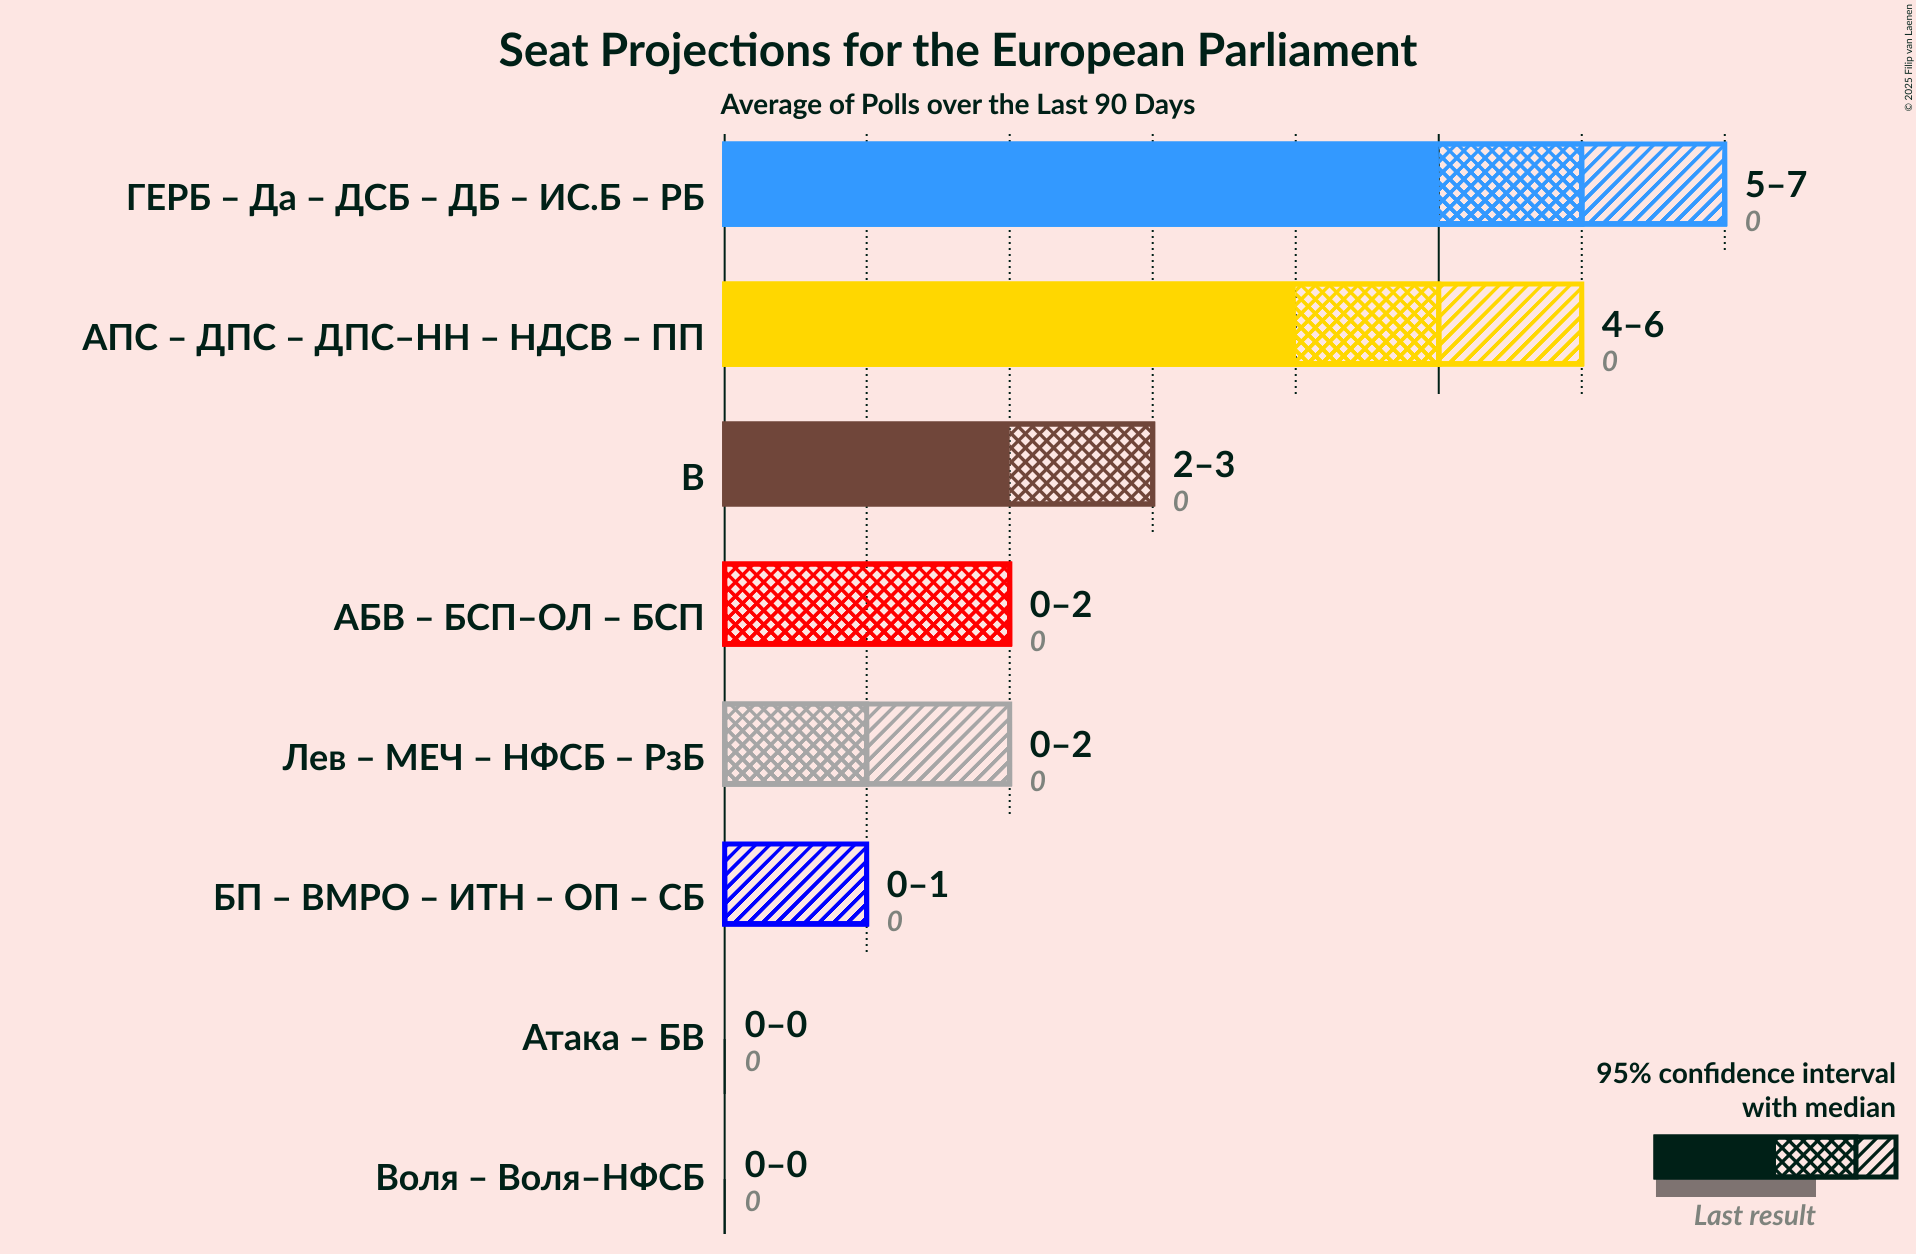 Seat Projections for the European Parliament
Average of Polls over the Last 90 Days
© 2025 Filip van Laenen
ГЕРБ – Да – ДСБ – ДБ – ИС.Б – РБ
5–7
0
АПС – ДПС – ДПС–НН – НДСВ – ПП
4–6
0
В
2–3
0
АБВ – БСП–ОЛ – БСП
0–2
0
Лев – МЕЧ – НФСБ – РзБ
0–2
0
БП – ВМРО – ИТН – ОП – СБ
0–1
0
Атака – БВ
0–0
0
Воля – Воля–НФСБ
0–0
0
95% confidence interval
with median
Last result